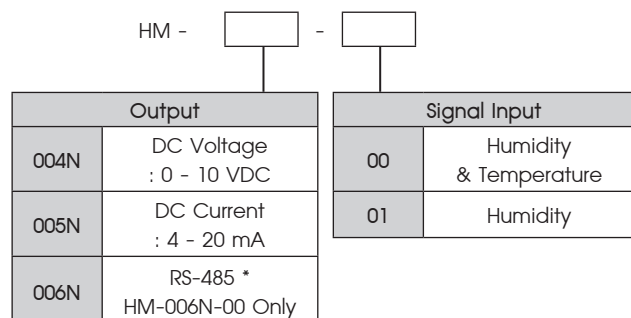 HM - -
Output
004N DC Voltage
: 0 - 10 VDC
005N DC Current
: 4 - 20 mA
006N RS-485 *
HM-006N-00 Only
Signal Input
00 Humidity
& Temperature
01 Humidity